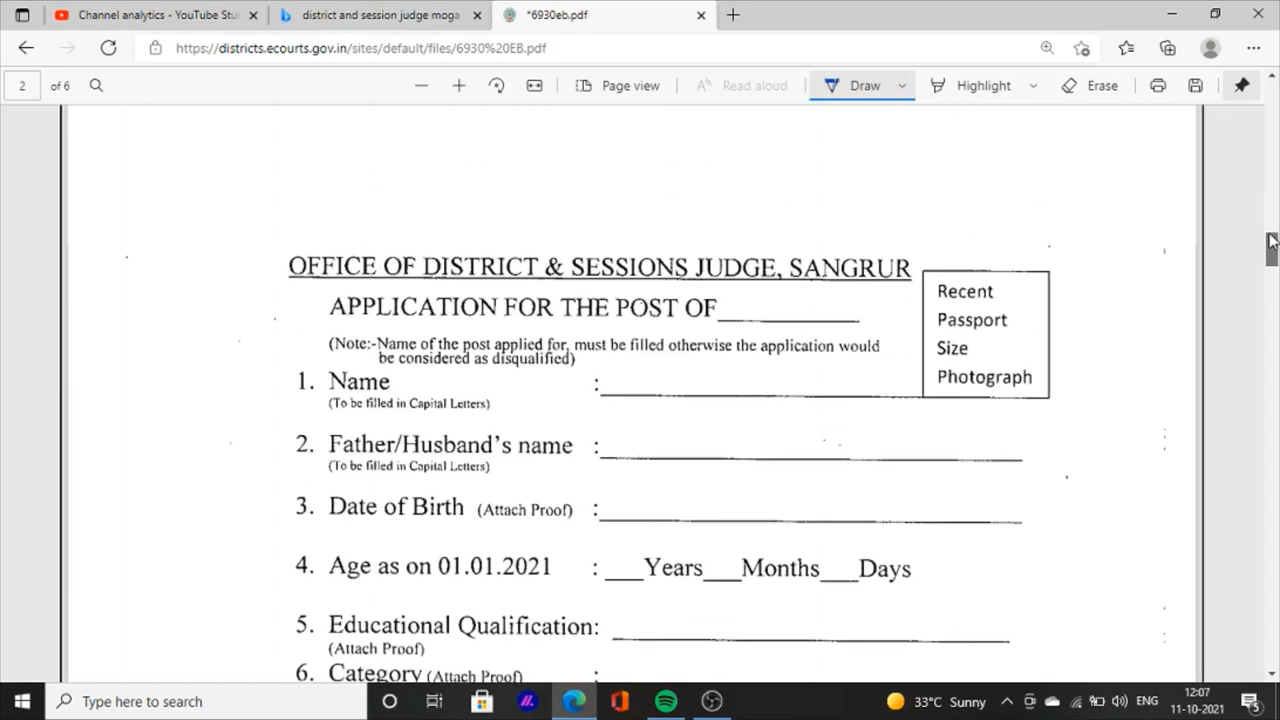 Channel analytics - YouTube Stu
district and session judge moga
*6930eb.pdf
https://districts.ecourts.gov.in/sites/default/files/6930%20EB.pdf
2 of 6 Page view Read aloud Draw Highlight Erase
OFFICE OF DISTRICT & SESSIONS JUDGE, SANGRUR
APPLICATION FOR THE POST OF__________
Recent
Passport
Size
Photograph
(Note:-Name of the post applied for, must be filled otherwise the application would
be considered as disqualified)
1. Name :
(To be filled in Capital Letters)
2. Father/Husband's name :
(To be filled in Capital Letters)
3. Date of Birth (Attach Proof) :
4. Age as on 01.01.2021 : ___Years___Months___Days
5. Educational Qualification:
(Attach Proof)
6. Category (Attach Proof) :
Type here to search
33°C Sunny
ENG
12:07
11-10-2021
5